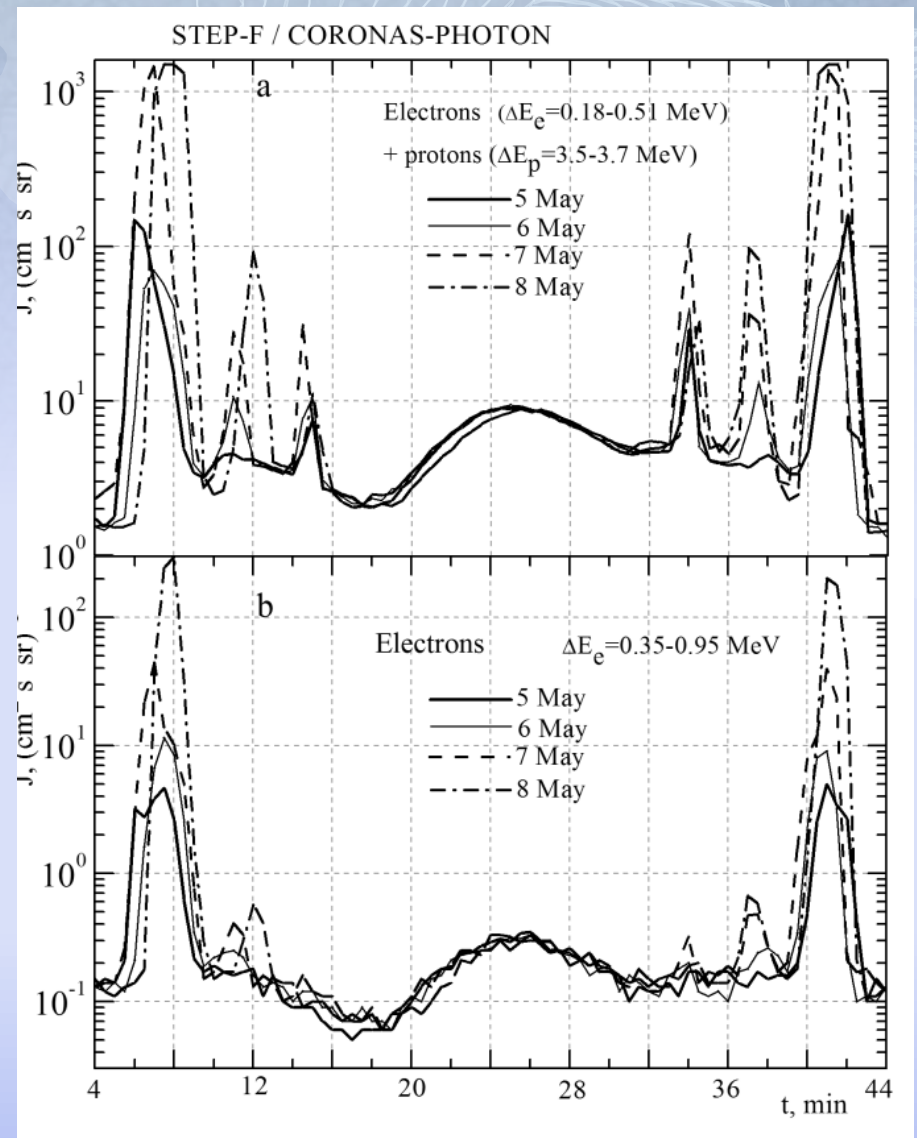 STEP-F / CORONAS-PHOTON
a
10³
10²
10¹
10⁰
J, (cm s sr)
Electrons (ΔEe=0.18-0.51 MeV)
+ protons (ΔEp=3.5-3.7 MeV)
5 May
6 May
7 May
8 May
b
10²
10¹
10⁰
10⁻¹
J, (cm s sr)
Electrons ΔEe=0.35-0.95 MeV
5 May
6 May
7 May
8 May
4 12 20 28 36 44
t, min